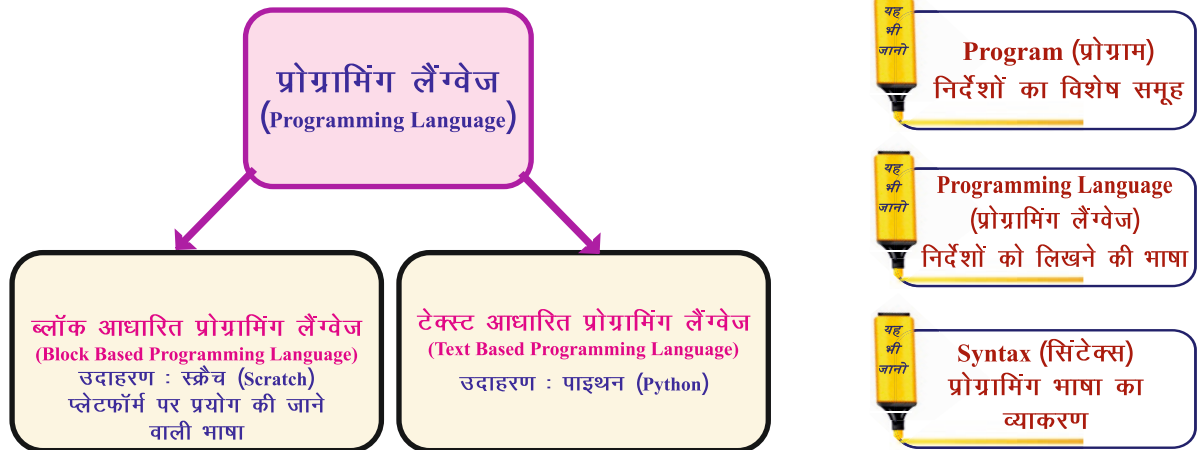 प्रोग्रामिंग लैंग्वेज
(Programming Language)
ब्लॉक आधारित प्रोग्रामिंग लैंग्वेज
(Block Based Programming Language)
उदाहरण : स्क्रैच (Scratch)
प्लेटफॉर्म पर प्रयोग की जाने
वाली भाषा
टेक्स्ट आधारित प्रोग्रामिंग लैंग्वेज
(Text Based Programming Language)
उदाहरण : पाइथन (Python)
यह
भी
जानो
Program (प्रोग्राम)
निर्देशों का विशेष समूह
यह
भी
जानो
Programming Language
(प्रोग्रामिंग लैंग्वेज)
निर्देशों को लिखने की भाषा
यह
भी
जानो
Syntax (सिंटेक्स)
प्रोग्रामिंग भाषा का
व्याकरण